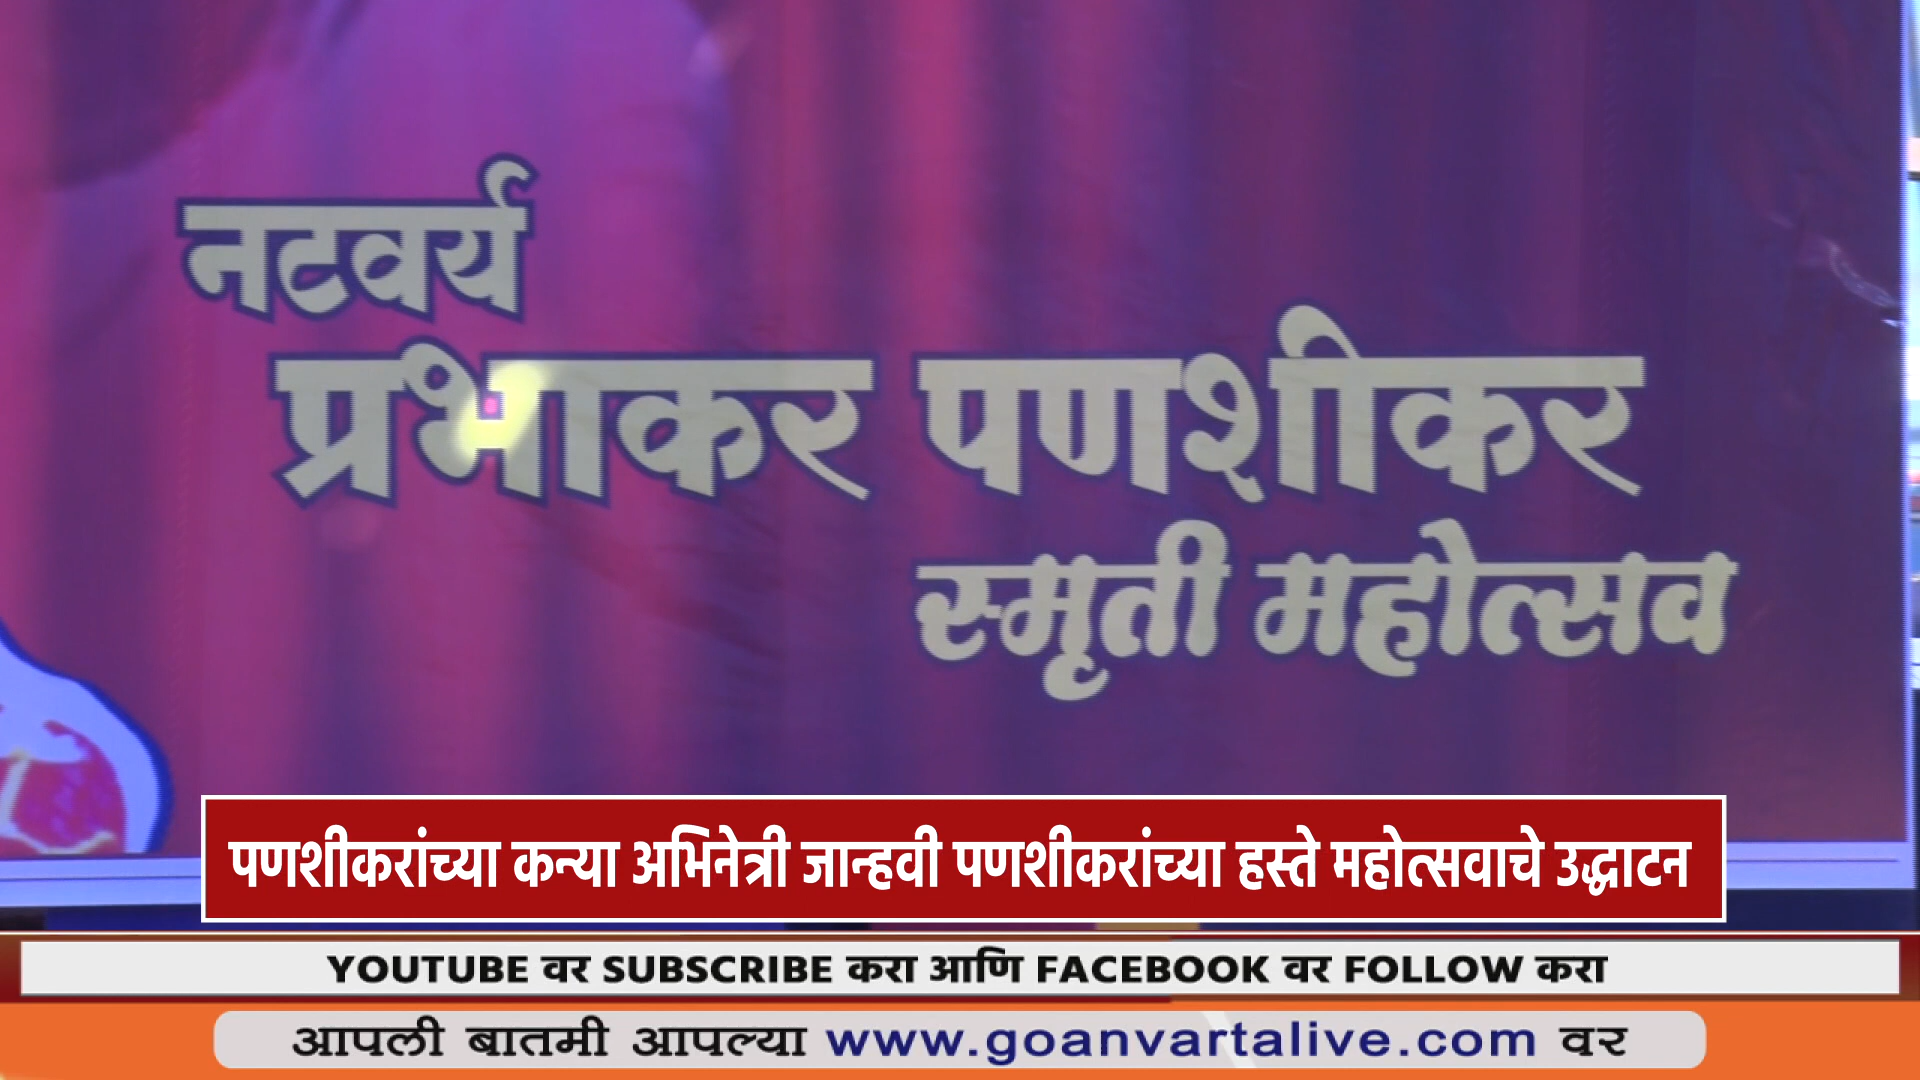 नटवर्य
प्रभाकर पणशीकर
स्मृती महोत्सव
पणशीकरांच्या कन्या अभिनेत्री जान्हवी पणशीकरांच्या हस्ते महोत्सवाचे उद्घाटन
YOUTUBE वर SUBSCRIBE करा आणि FACEBOOK वर FOLLOW करा
आपली बातमी आपल्या www.goanvartalive.com वर